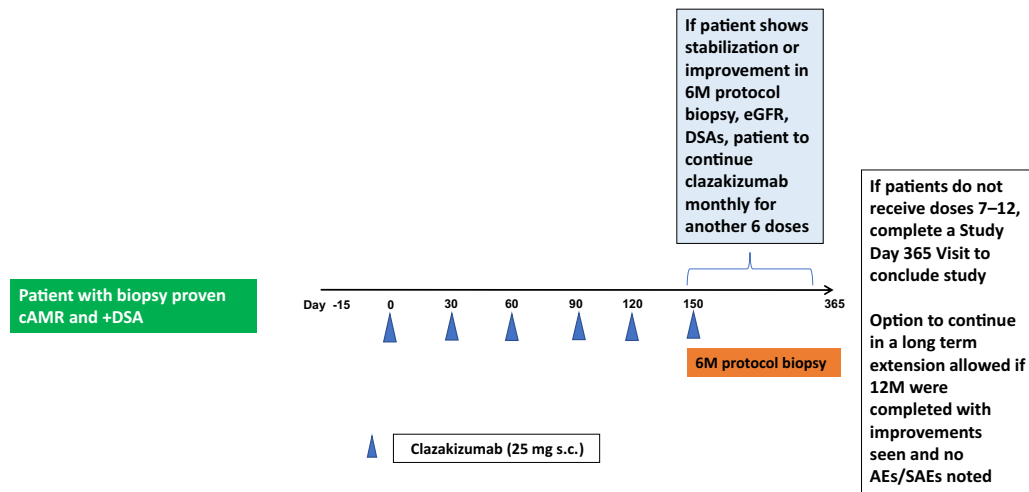 If patient shows
stabilization or
improvement in
6M protocol
biopsy, eGFR,
DSAs, patient to
continue
clazakizumab
monthly for
another 6 doses
If patients do not
receive doses 7–12,
complete a Study
Day 365 Visit to
conclude study
Option to continue
in a long term
extension allowed if
12M were
completed with
improvements
seen and no
AEs/SAEs noted
Patient with biopsy proven
cAMR and +DSA
Day -15 0 30 60 90 120 150 365
6M protocol biopsy
Clazakizumab (25 mg s.c.)